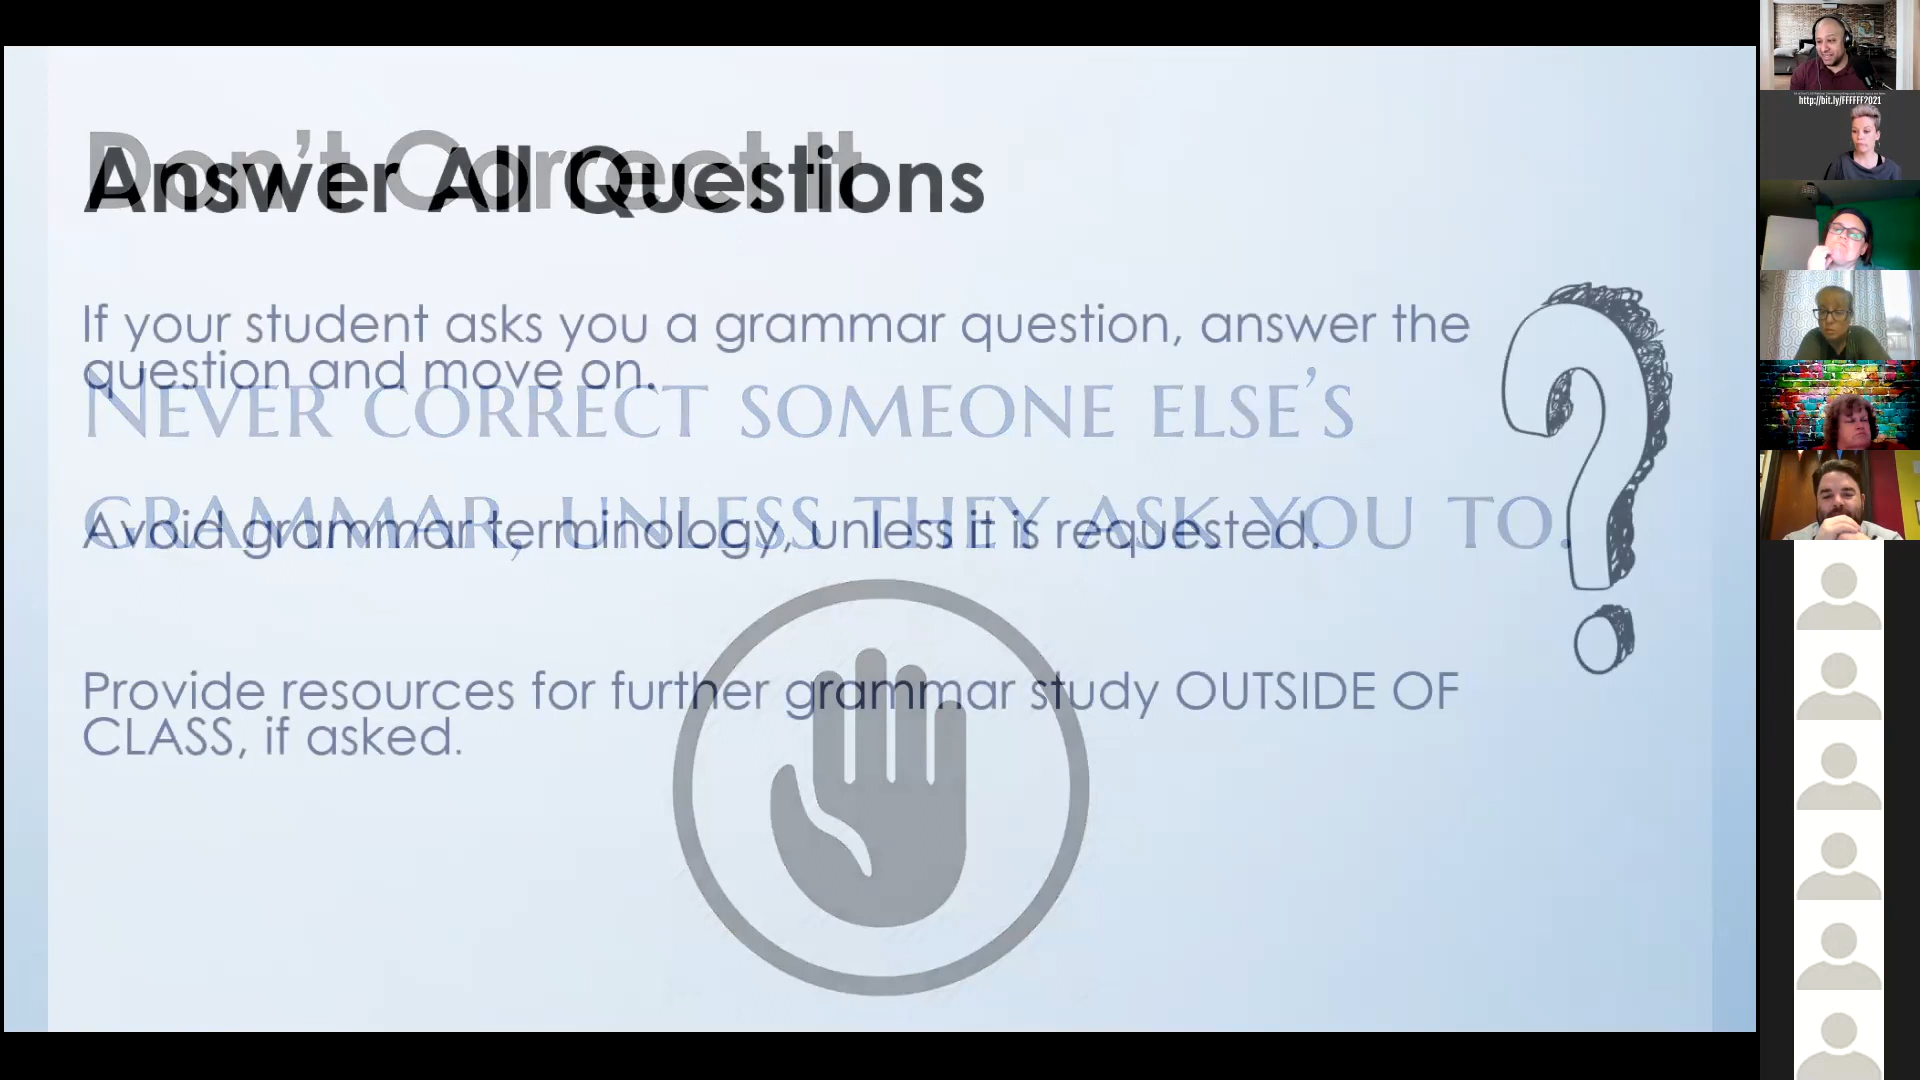 Don't Correct It
Answer All Questions
If your student asks you a grammar question, answer the
question and move on.
NEVER CORRECT SOMEONE ELSE'S
GRAMMAR, UNLESS THEY ASK YOU TO.
Avoid grammar terminology, unless it is requested.
Provide resources for further grammar study OUTSIDE OF
CLASS, if asked.
http://bit.ly/FFFFFF2021